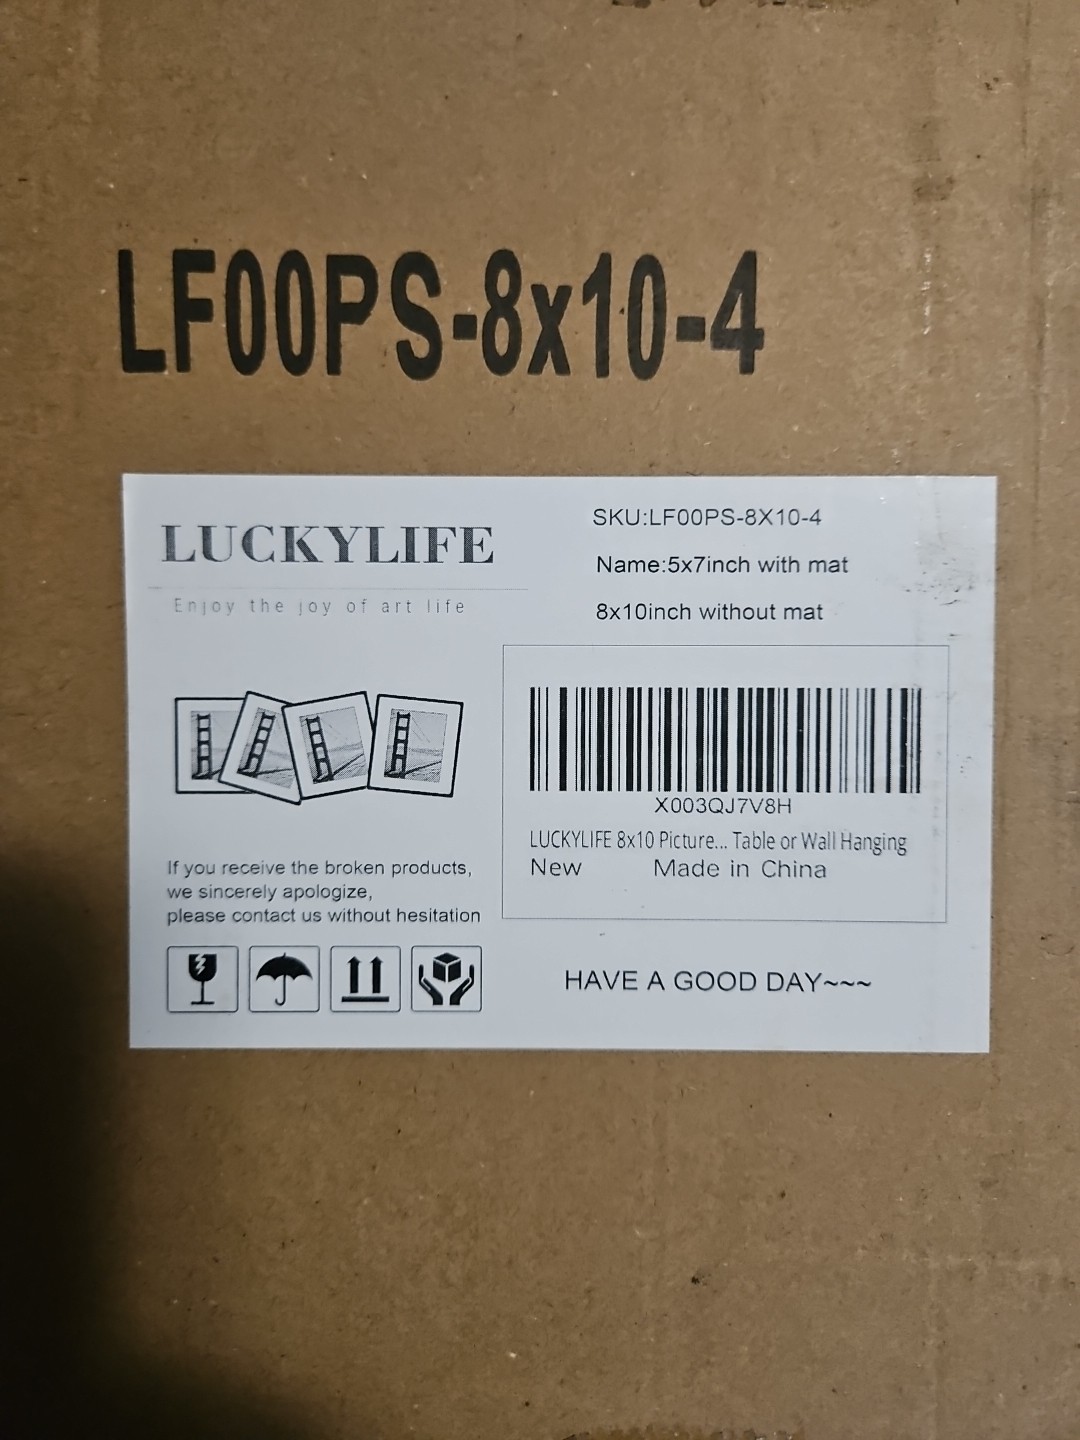 LF00PS-8x10-4
LUCKYLIFE
Enjoy the joy of art life
SKU:LF00PS-8X10-4
Name:5x7inch with mat
8x10inch without mat
X003QJ7V8H
LUCKYLIFE 8x10 Picture... Table or Wall Hanging
New Made in China
If you receive the broken products,
we sincerely apologize,
please contact us without hesitation
HAVE A GOOD DAY~~~